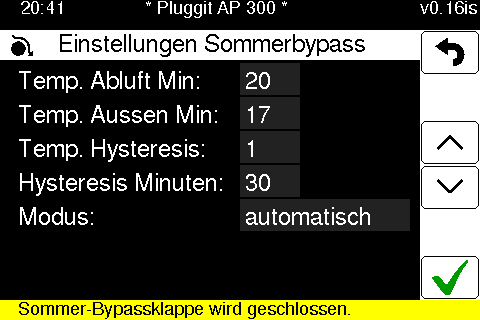 20:41 * Pluggit AP 300 * v0.16is
Einstellungen Sommerbypass
Temp. Abluft Min: 20
Temp. Aussen Min: 17
Temp. Hysteresis: 1
Hysteresis Minuten: 30
Modus: automatisch
Sommer-Bypassklappe wird geschlossen.